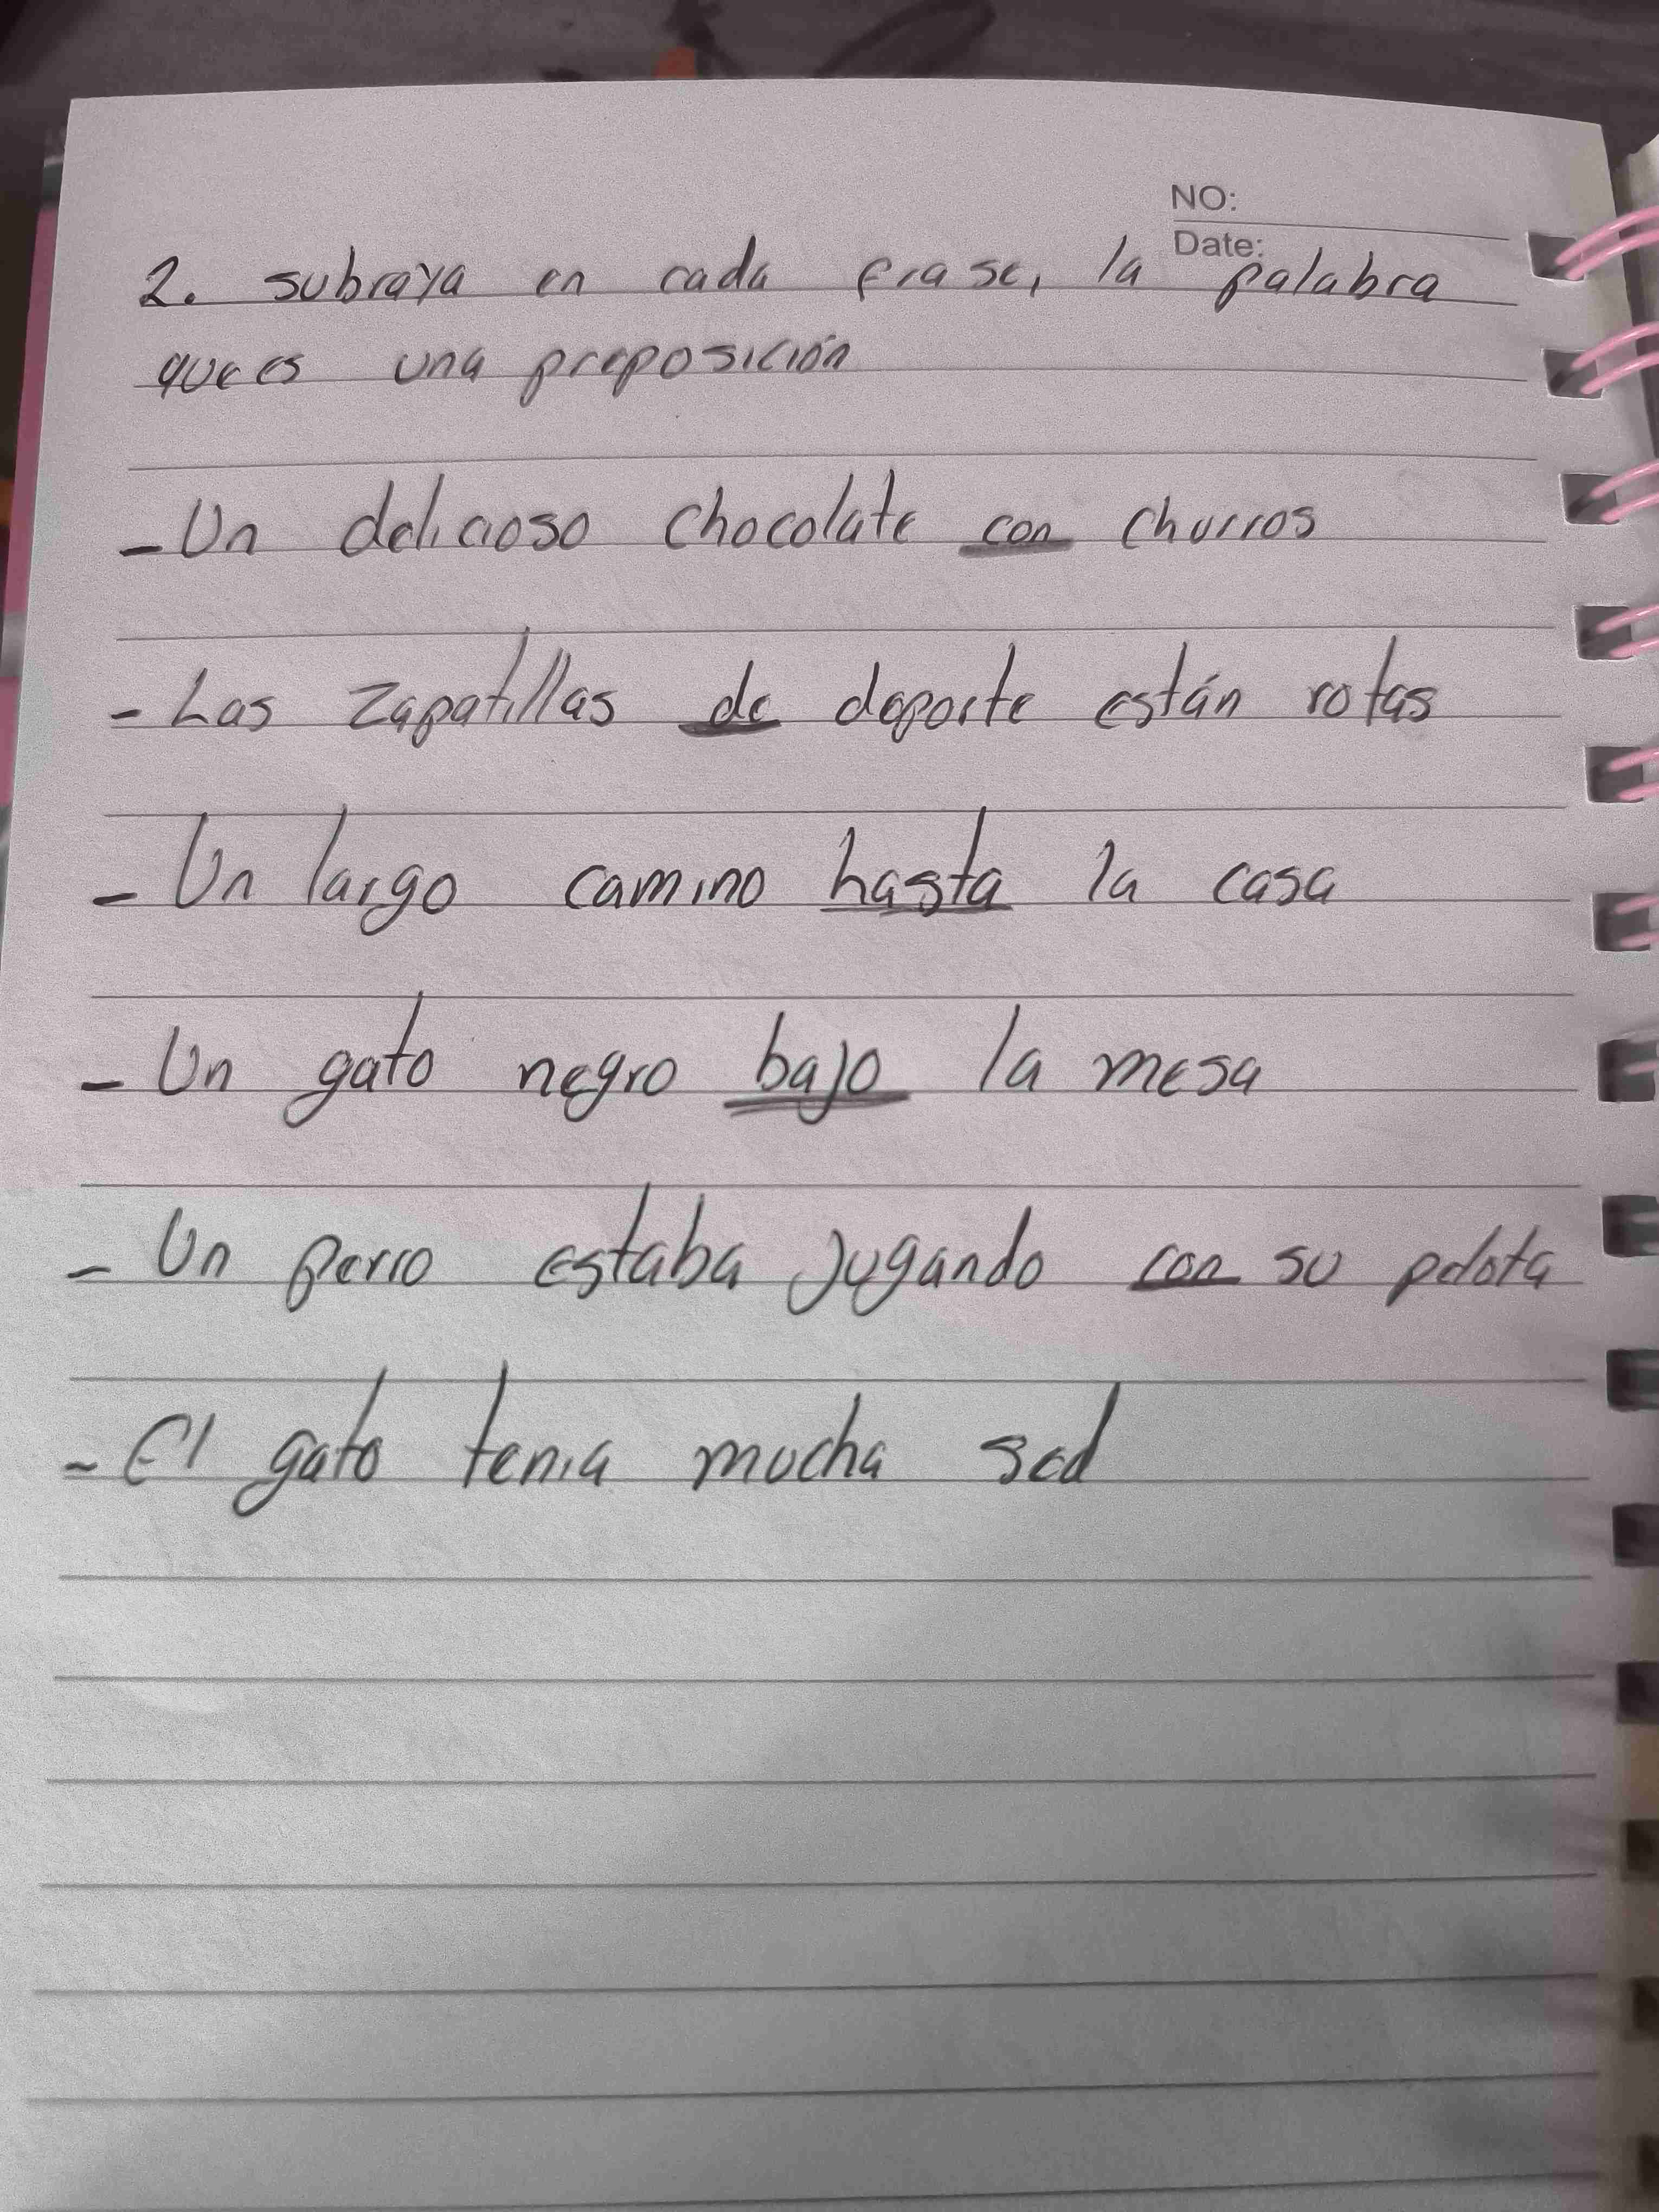 NO:
Date:
2. subraya en cada frase, la palabra
que es una preposición
- Un delicioso chocolate con churros
- Las zapatillas de deporte están rotas
- Un largo camino hasta la casa
- Un gato negro bajo la mesa
- Un perro estaba jugando con su pelota
- El gato tenia mucha sed